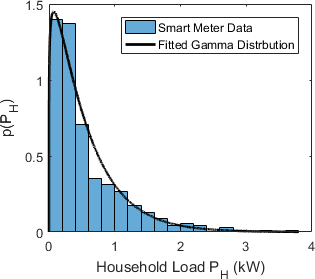 1.5
Smart Meter Data
Fitted Gamma Distrbution
1
p(P_H)
0.5
0
0 1 2 3 4
Household Load P_H (kW)